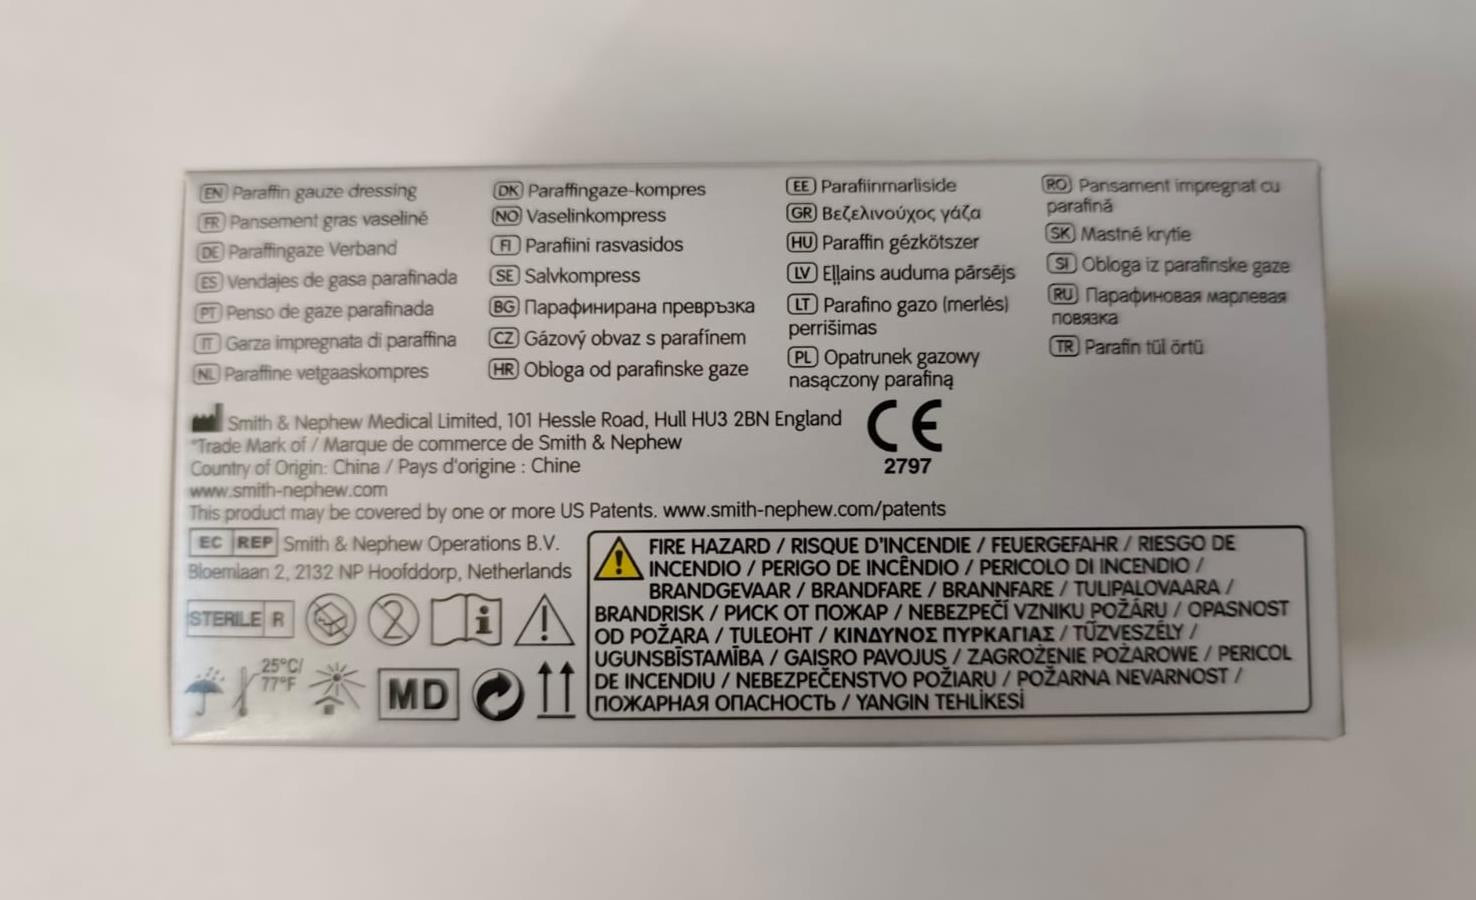 EN Paraffin gauze dressing
FR Pansement gras vaseliné
DE Paraffingaze Verband
ES Vendajes de gasa parafinada
PT Penso de gaze parafinada
IT Garza impregnata di paraffina
NL Paraffine vetgaaskompres
DK Paraffingaze-kompres
NO Vaselinkompress
FI Parafiini rasvasidos
SE Salvkompress
BG Парафинирана превръзка
CZ Gázový obvaz s parafínem
HR Obloga od parafinske gaze
EE Parafiinmarliside
GR Βεζελινούχος γάζα
HU Paraffin gézkötszer
LV Eļļains auduma pārsējs
LT Parafino gazo (merlės)
perrišimas
PL Opatrunek gazowy
nasączony parafiną
RO Pansament impregnat cu
parafină
SK Mastné krytie
SI Obloga iz parafinske gaze
RU Парафиновая марлевая
повязка
TR Parafin tül örtü
Smith & Nephew Medical Limited, 101 Hessle Road, Hull HU3 2BN England
*Trade Mark of / Marque de commerce de Smith & Nephew
Country of Origin: China / Pays d'origine : Chine
www.smith-nephew.com
This product may be covered by one or more US Patents. www.smith-nephew.com/patents
CE
2797
EC REP Smith & Nephew Operations B.V.
Bloemlaan 2, 2132 NP Hoofddorp, Netherlands
STERILE R
25°C/
77°F
MD
FIRE HAZARD / RISQUE D'INCENDIE / FEUERGEFAHR / RIESGO DE
INCENDIO / PERIGO DE INCÊNDIO / PERICOLO DI INCENDIO /
BRANDGEVAAR / BRANDFARE / BRANNFARE / TULIPALOVAARA /
BRANDRISK / РИСК ОТ ПОЖАР / NEBEZPEČÍ VZNIKU POŽÁRU / OPASNOST
OD POŽARA / TULEOHT / ΚΙΝΔΥΝΟΣ ΠΥΡΚΑΓΙΑΣ / TŰZVESZÉLY /
UGUNSBĪSTAMĪBA / GAISRO PAVOJUS / ZAGROŻENIE POŻAROWE / PERICOL
DE INCENDIU / NEBEZPEČENSTVO POŽIARU / POŽARNA NEVARNOST /
ПОЖАРНАЯ ОПАСНОСТЬ / YANGIN TEHLİKESİ